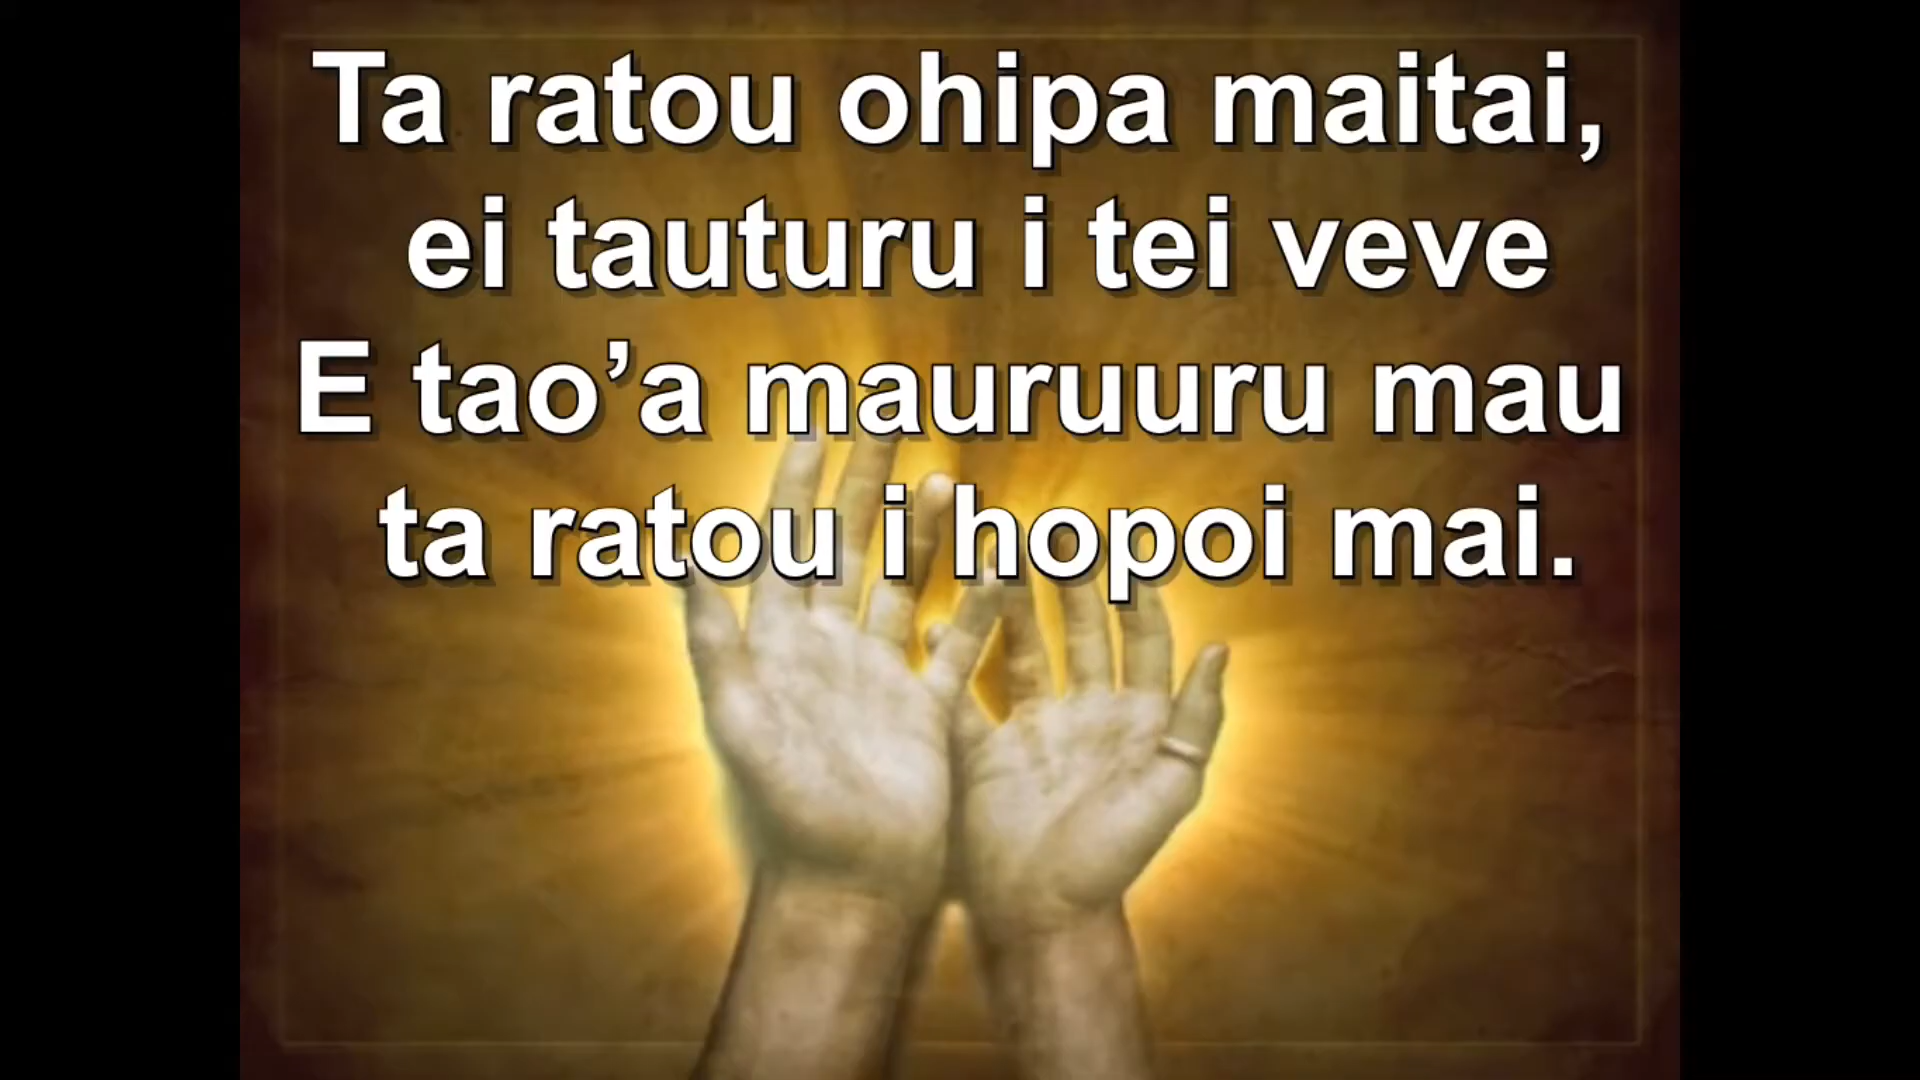 Ta ratou ohipa maitai,
ei tauturu i tei veve
E tao’a mauruuru mau
ta ratou i hopoi mai.